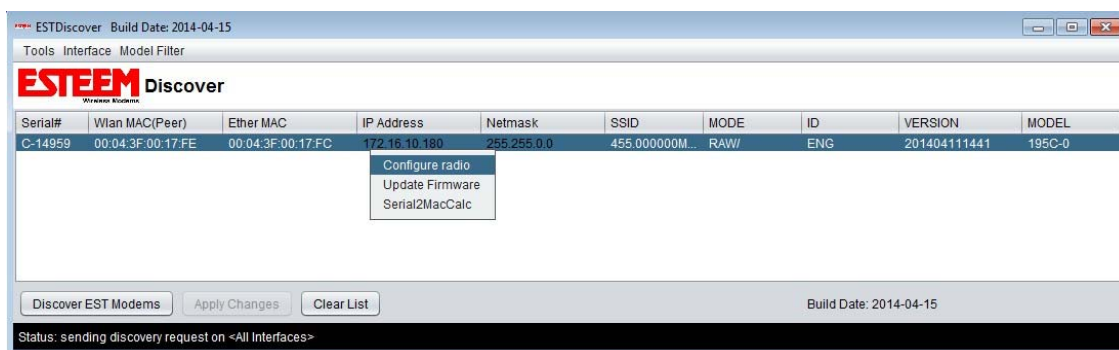 ESTDiscover Build Date: 2014-04-15
Tools Interface Model Filter
ESTEEM Discover
Wireless Modems
Serial# Wlan MAC(Peer) Ether MAC IP Address Netmask SSID MODE ID VERSION MODEL
C-14959 00:04:3F:00:17:FE 00:04:3F:00:17:FC 172.16.10.180 255.255.0.0 455.000000M... RAW/ ENG 201404111441 195C-0
Configure radio
Update Firmware
Serial2MacCalc
Discover EST Modems Apply Changes Clear List Build Date: 2014-04-15
Status: sending discovery request on <All Interfaces>